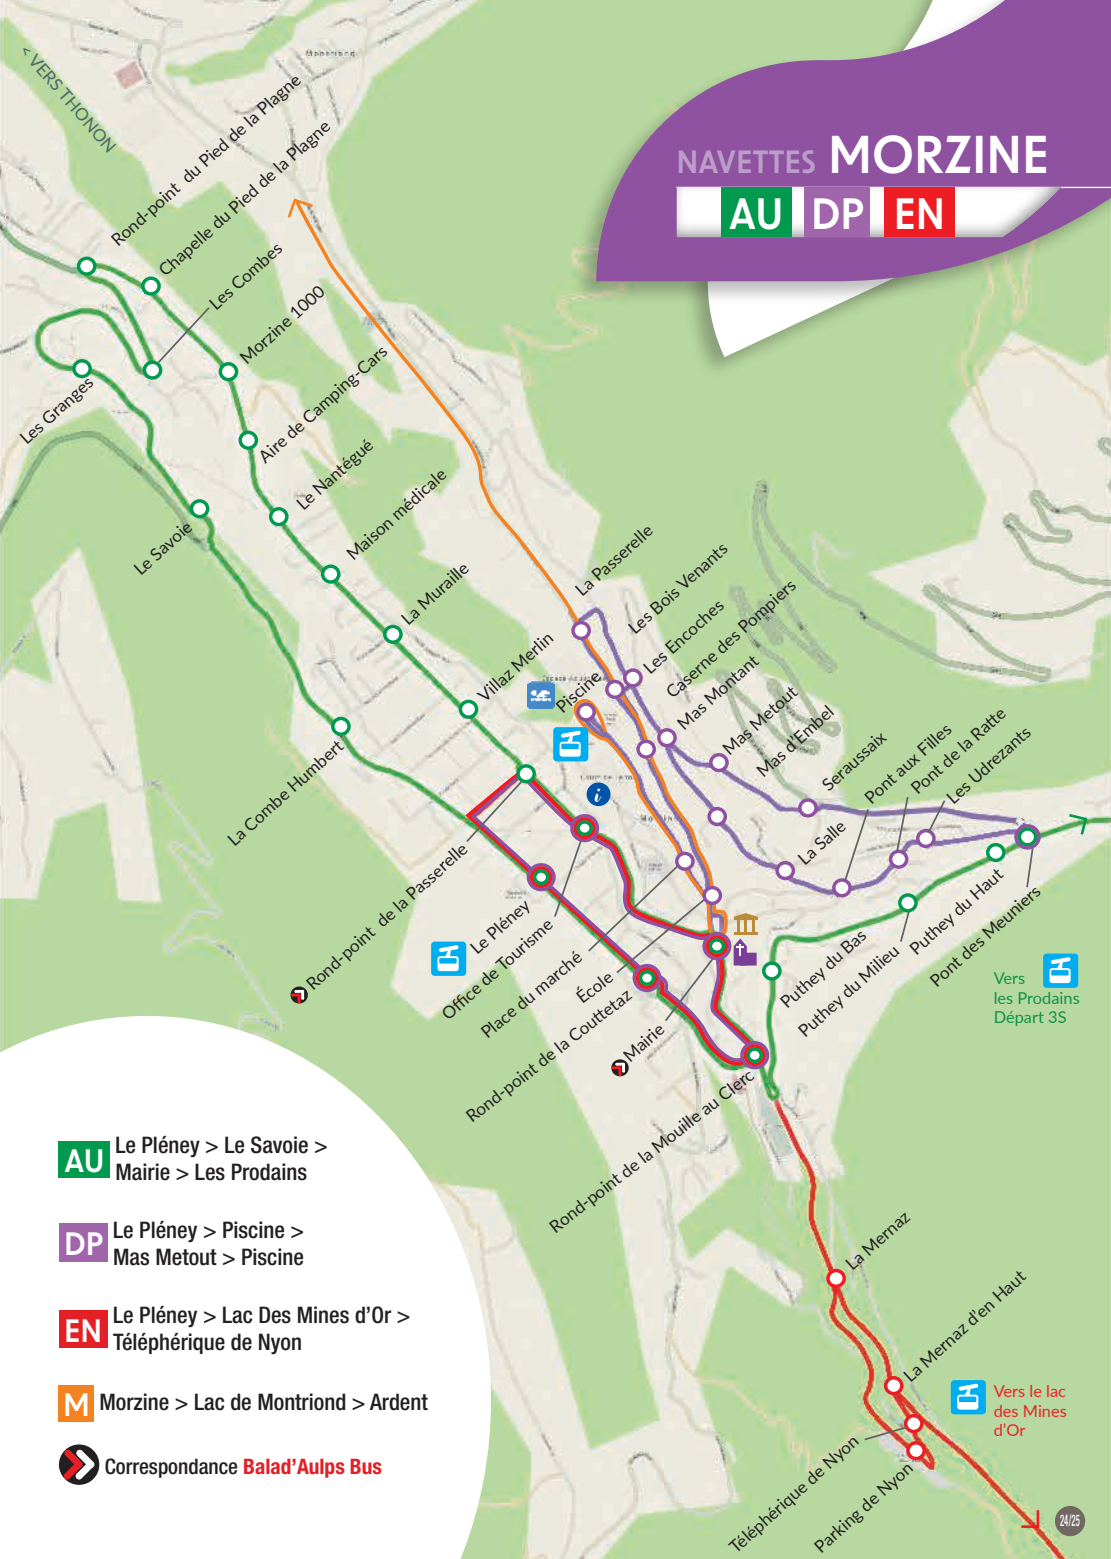 < VERS THONON
Montriond
NAVETTES MORZINE
AU DP EN
Rond-point du Pied de la Plagne
Chapelle du Pied de la Plagne
Les Combes
Morzine 1000
Les Granges
Aire de Camping-Cars
Le Nantégué
Maison médicale
Le Savoie
La Muraille
La Passerelle
Les Bois Venants
Les Encoches
Caserne des Pompiers
Villaz Merlin
Piscine
Mas Montant
Mas Metout
Mas d'Embel
Seraussaix
Pont aux Filles
Pont de la Ratte
Les Udrezants
La Combe Humbert
i
La Salle
Rond-point de la Passerelle
Le Pléney
Office de Tourisme
Place du marché
École
Rond-point de la Couttetaz
Mairie
Puthey du Bas
Puthey du Milieu
Puthey du Haut
Pont des Meuniers
Vers
les Prodains
Départ 3S
Rond-point de la Mouille au Clerc
La Mernaz
La Mernaz d'en Haut
Vers le lac
des Mines
d'Or
Téléphérique de Nyon
Parking de Nyon
AU Le Pléney > Le Savoie >
Mairie > Les Prodains
DP Le Pléney > Piscine >
Mas Metout > Piscine
EN Le Pléney > Lac Des Mines d'Or >
Téléphérique de Nyon
M Morzine > Lac de Montriond > Ardent
Correspondance Balad'Aulps Bus
24/25